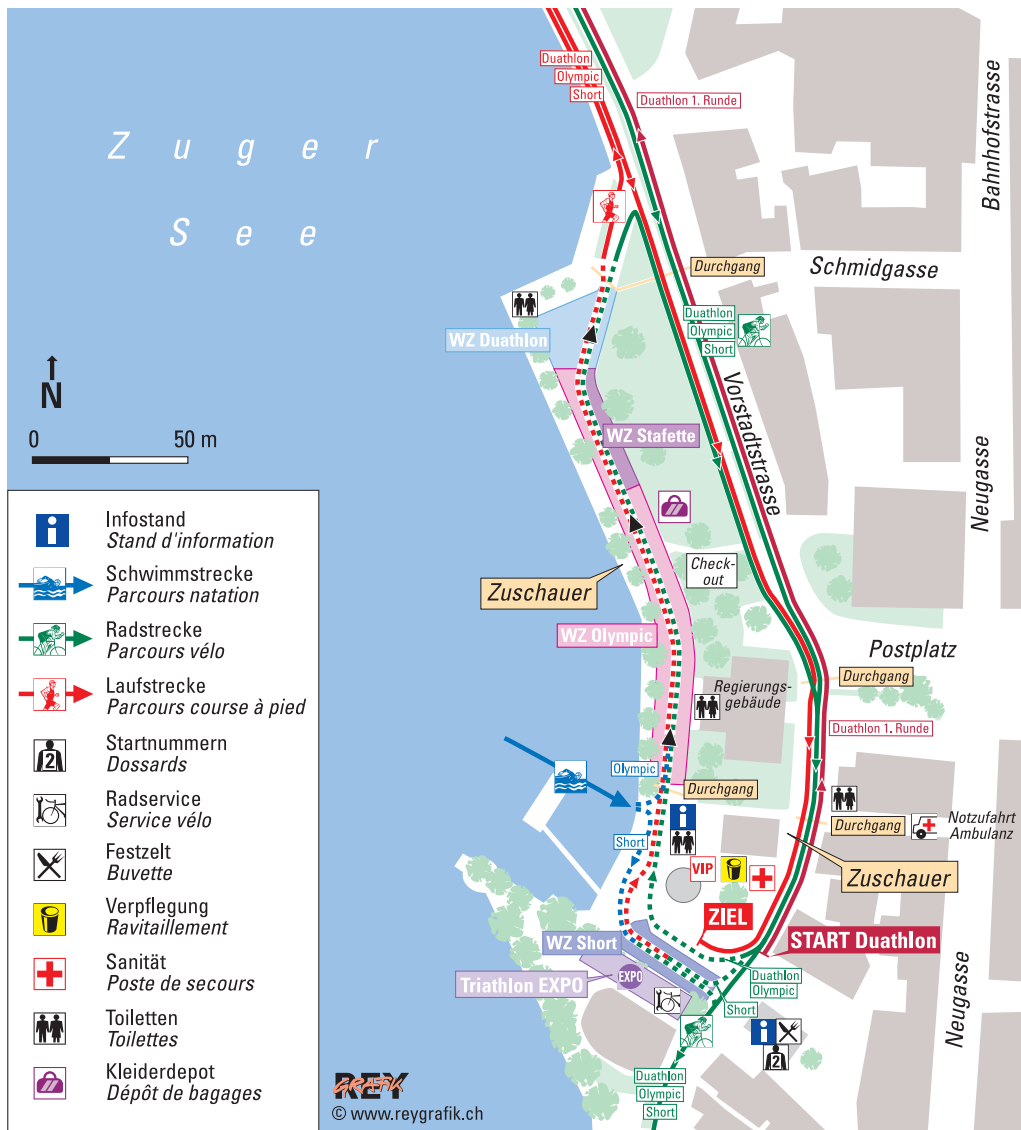 Duathlon
Olympic
Short
Duathlon 1. Runde
Bahnhofstrasse
Zuger
See
Durchgang
Schmidgasse
WZ Duathlon
Duathlon
Olympic
Short
Vorstadtstrasse
N
0 50 m
WZ Stafette
Neugasse
Check-
out
Zuschauer
WZ Olympic
Postplatz
Regierungs-
gebäude
Durchgang
Duathlon 1. Runde
Olympic
Durchgang
Short
Durchgang
Notzufahrt
Ambulanz
VIP
Zuschauer
ZIEL
START Duathlon
WZ Short
Triathlon EXPO
EXPO
Duathlon
Olympic
Short
Neugasse
2
Duathlon
Olympic
Short
i
Infostand
Stand d'information
Schwimmstrecke
Parcours natation
Radstrecke
Parcours vélo
Laufstrecke
Parcours course à pied
2
Startnummern
Dossards
Radservice
Service vélo
Festzelt
Buvette
Verpflegung
Ravitaillement
Sanität
Poste de secours
Toiletten
Toilettes
Kleiderdepot
Dépôt de bagages
REY
GRAFIK
© www.reygrafik.ch